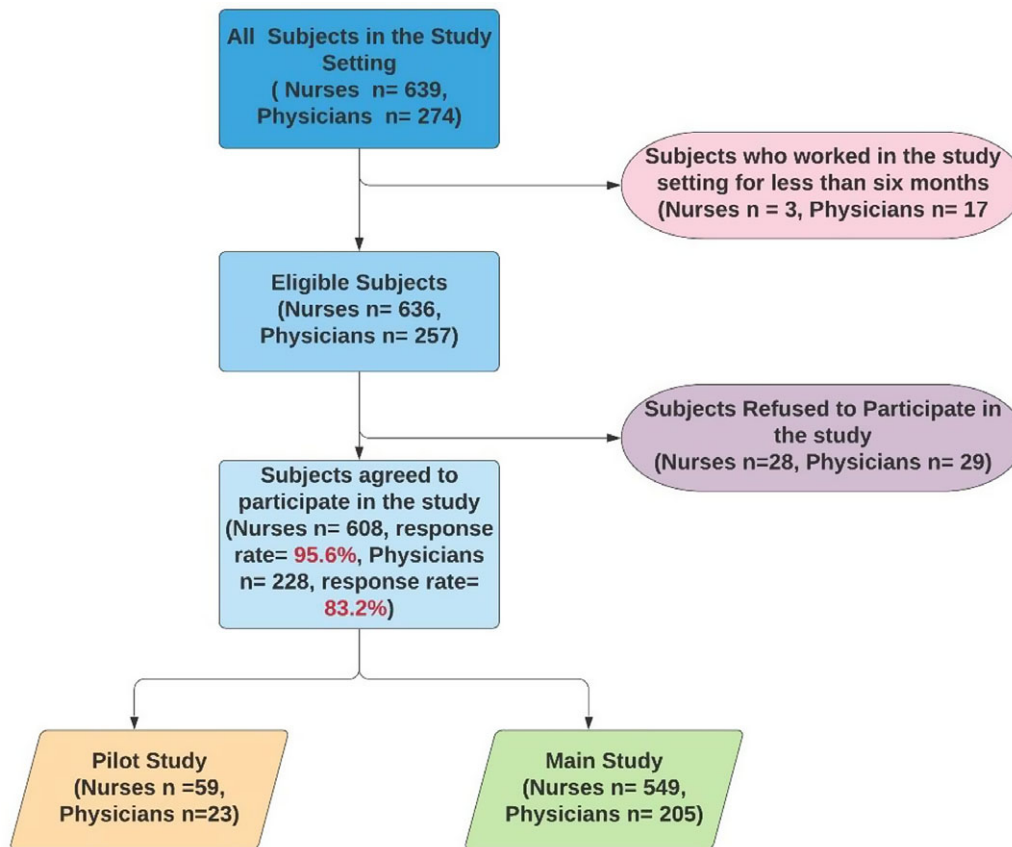 All Subjects in the Study
Setting
( Nurses n= 639,
Physicians n= 274)
Subjects who worked in the study
setting for less than six months
(Nurses n = 3, Physicians n= 17
Eligible Subjects
(Nurses n= 636,
Physicians n= 257)
Subjects Refused to Participate in
the study
(Nurses n=28, Physicians n= 29)
Subjects agreed to
participate in the study
(Nurses n= 608, response
rate= 95.6%, Physicians
n= 228, response rate=
83.2%)
Pilot Study
(Nurses n =59,
Physicians n=23)
Main Study
(Nurses n= 549,
Physicians n= 205)